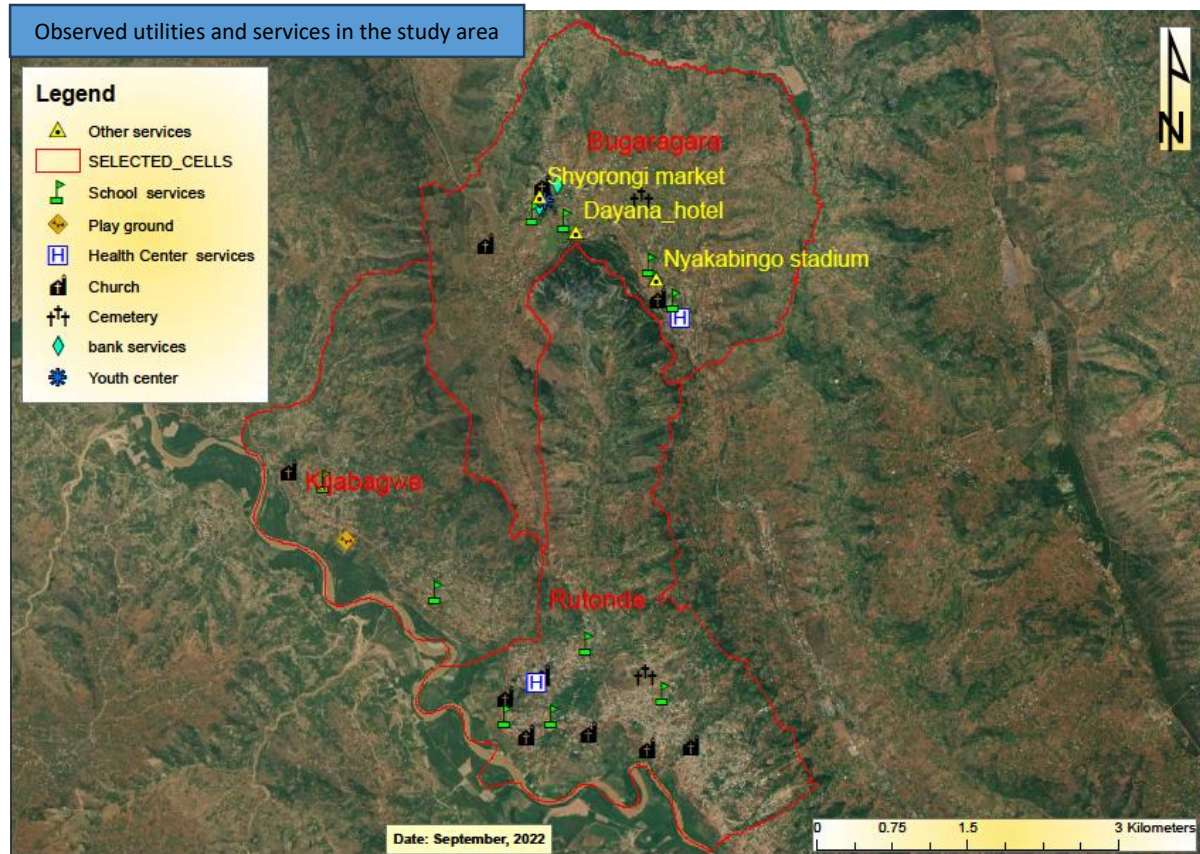 Observed utilities and services in the study area
Legend
Other services
SELECTED_CELLS
School services
Play ground
Health Center services
Church
Cemetery
bank services
Youth center
N
Bugaragara
Shyorongi market
Dayana_hotel
Nyakabingo stadium
H
Kijabagwe
Rutonde
H
Date: September, 2022
0 0.75 1.5 3 Kilometers